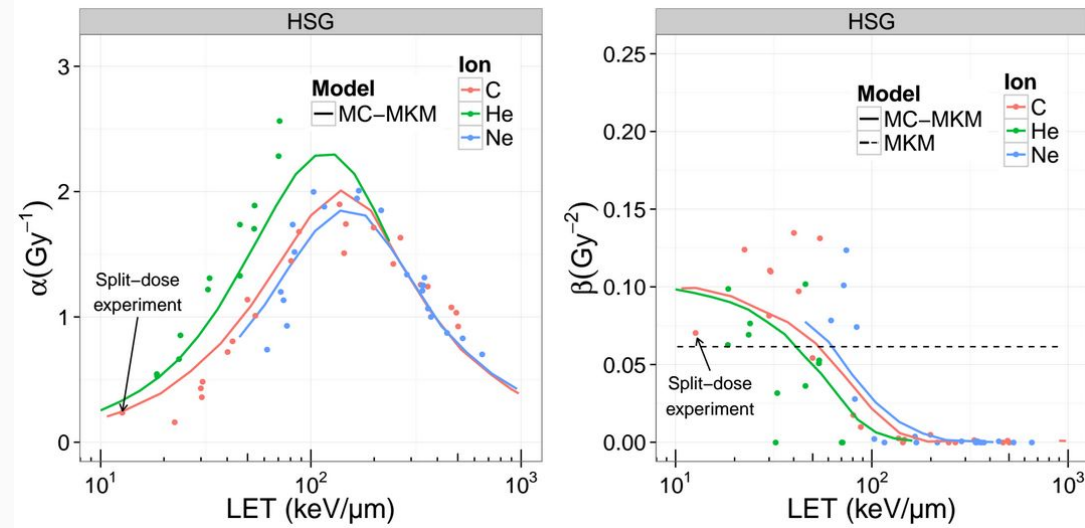 HSG
3
2
1
0
α(Gy⁻¹)
Model
MC−MKM
Ion
C
He
Ne
Split−dose
experiment
10¹ 10² 10³
LET (keV/μm)
HSG
0.25
0.20
0.15
0.10
0.05
0.00
β(Gy⁻²)
Model
MC−MKM
MKM
Ion
C
He
Ne
Split−dose
experiment
10¹ 10² 10³
LET (keV/μm)